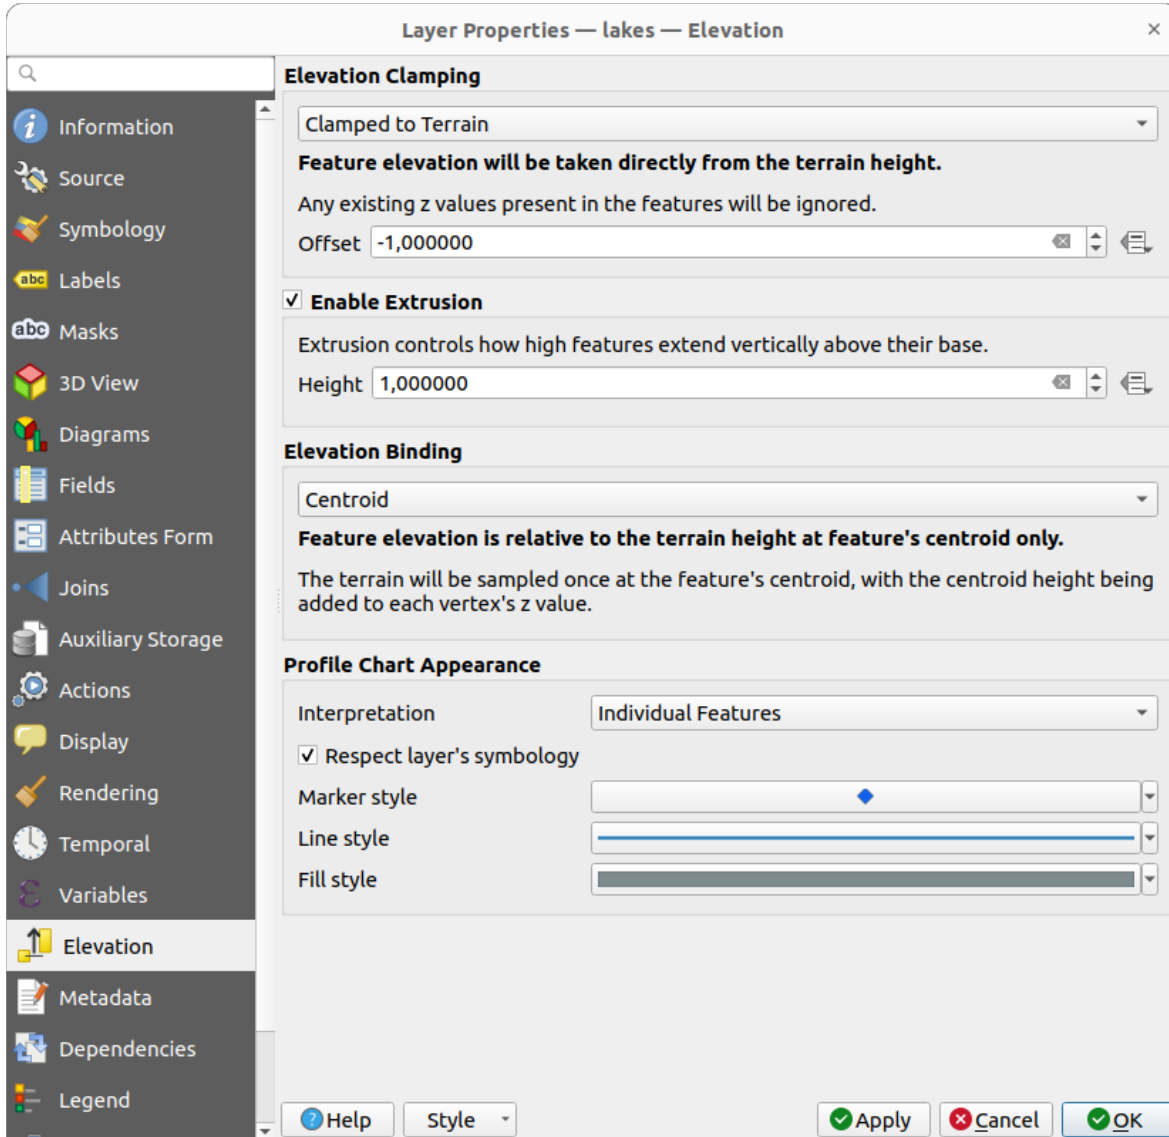 Layer Properties — lakes — Elevation
Information
Source
Symbology
abc Labels
abc Masks
3D View
Diagrams
Fields
Attributes Form
Joins
Auxiliary Storage
Actions
Display
Rendering
Temporal
Variables
Elevation
Metadata
Dependencies
Legend
Elevation Clamping
Clamped to Terrain
Feature elevation will be taken directly from the terrain height.
Any existing z values present in the features will be ignored.
Offset -1,000000
Enable Extrusion
Extrusion controls how high features extend vertically above their base.
Height 1,000000
Elevation Binding
Centroid
Feature elevation is relative to the terrain height at feature's centroid only.
The terrain will be sampled once at the feature's centroid, with the centroid height being
added to each vertex's z value.
Profile Chart Appearance
Interpretation Individual Features
Respect layer's symbology
Marker style
Line style
Fill style
Help Style Apply Cancel OK